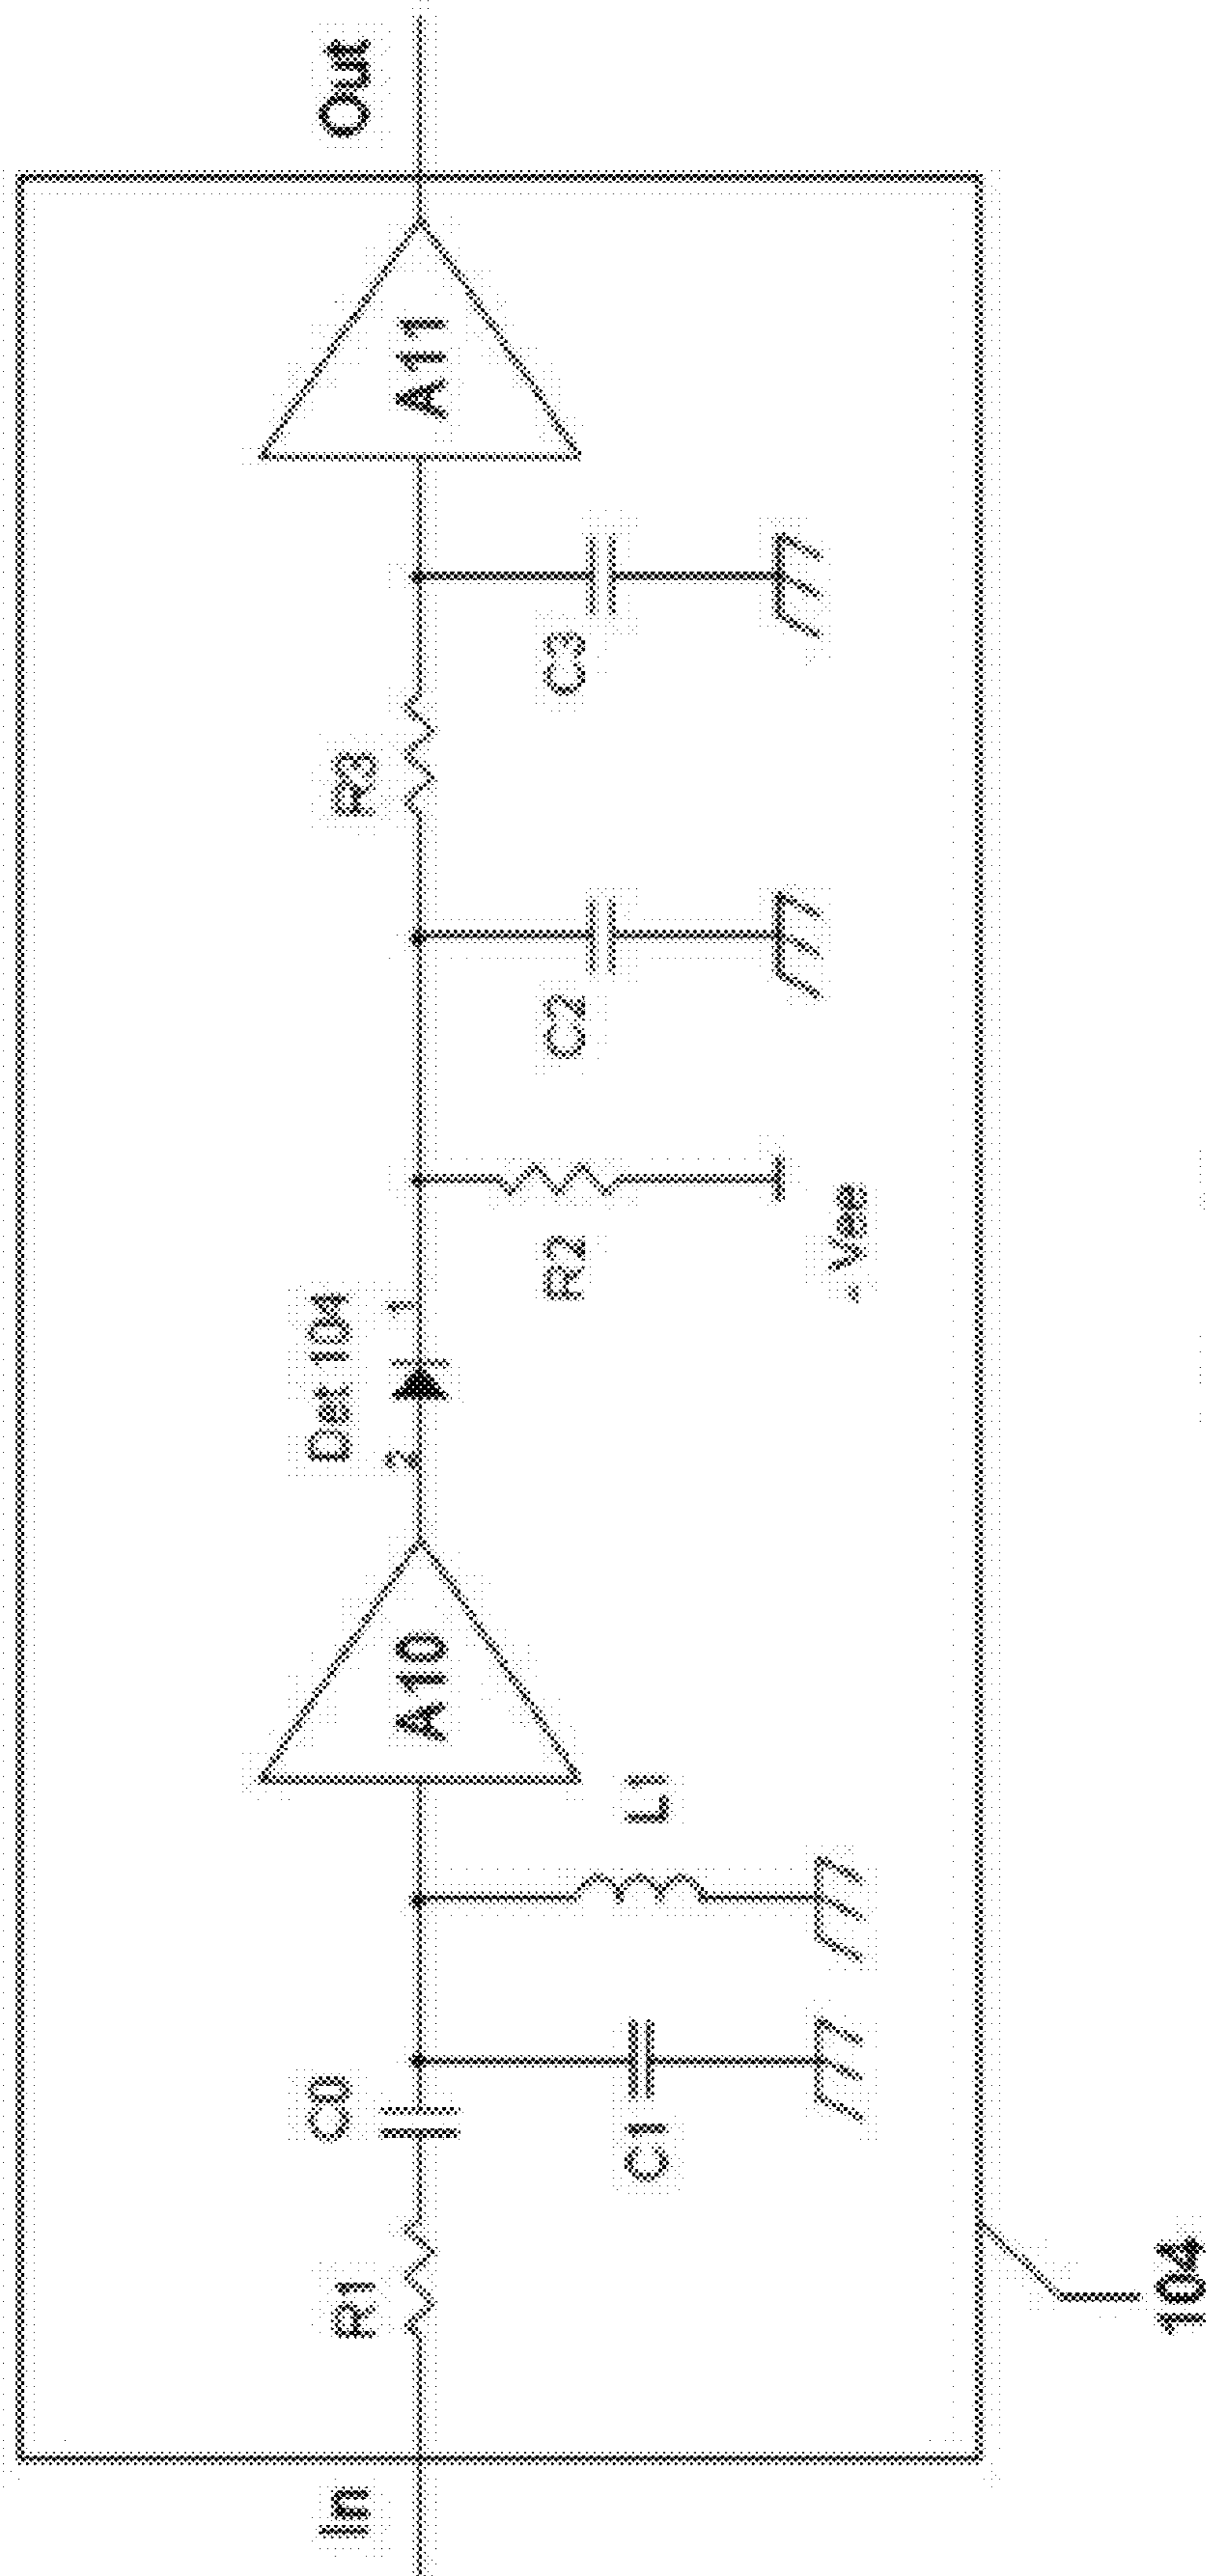 In
R1
C0
C1
L1
A10
2
Det 104
1
R2
- Vee
C2
R3
C3
A11
Out
104